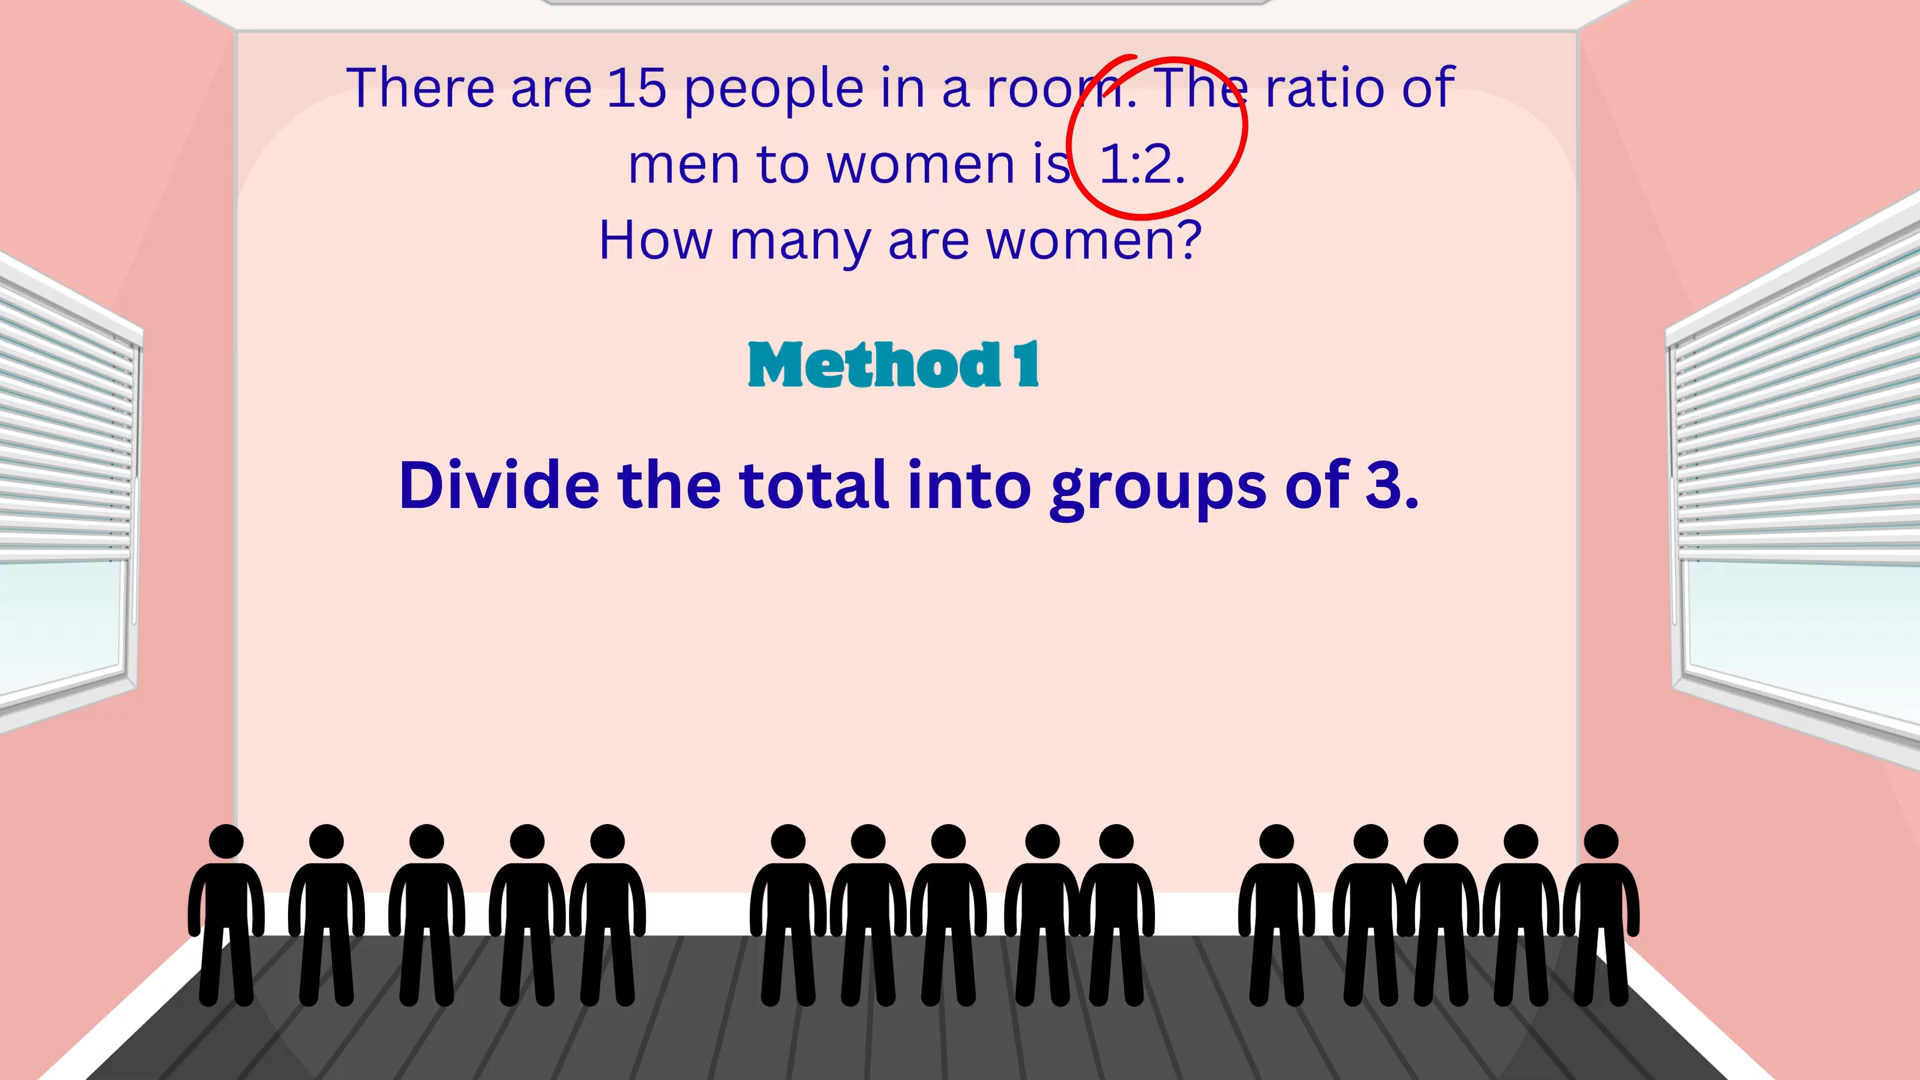 There are 15 people in a room. The ratio of
men to women is 1:2.
How many are women?
Method 1
Divide the total into groups of 3.